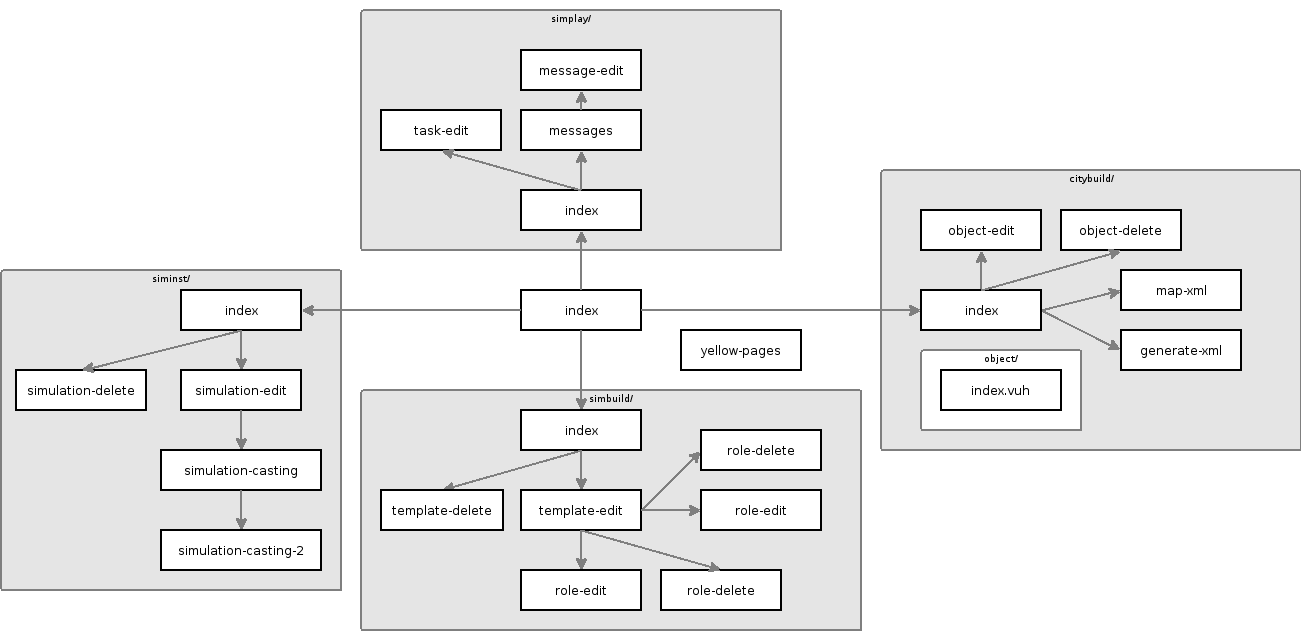 simplay/
message-edit
task-edit
messages
index
citybuild/
object-edit
object-delete
index
map-xml
generate-xml
object/
index.vuh
siminst/
index
simulation-delete
simulation-edit
simulation-casting
simulation-casting-2
index
yellow-pages
simbuild/
index
role-delete
template-delete
template-edit
role-edit
role-edit
role-delete